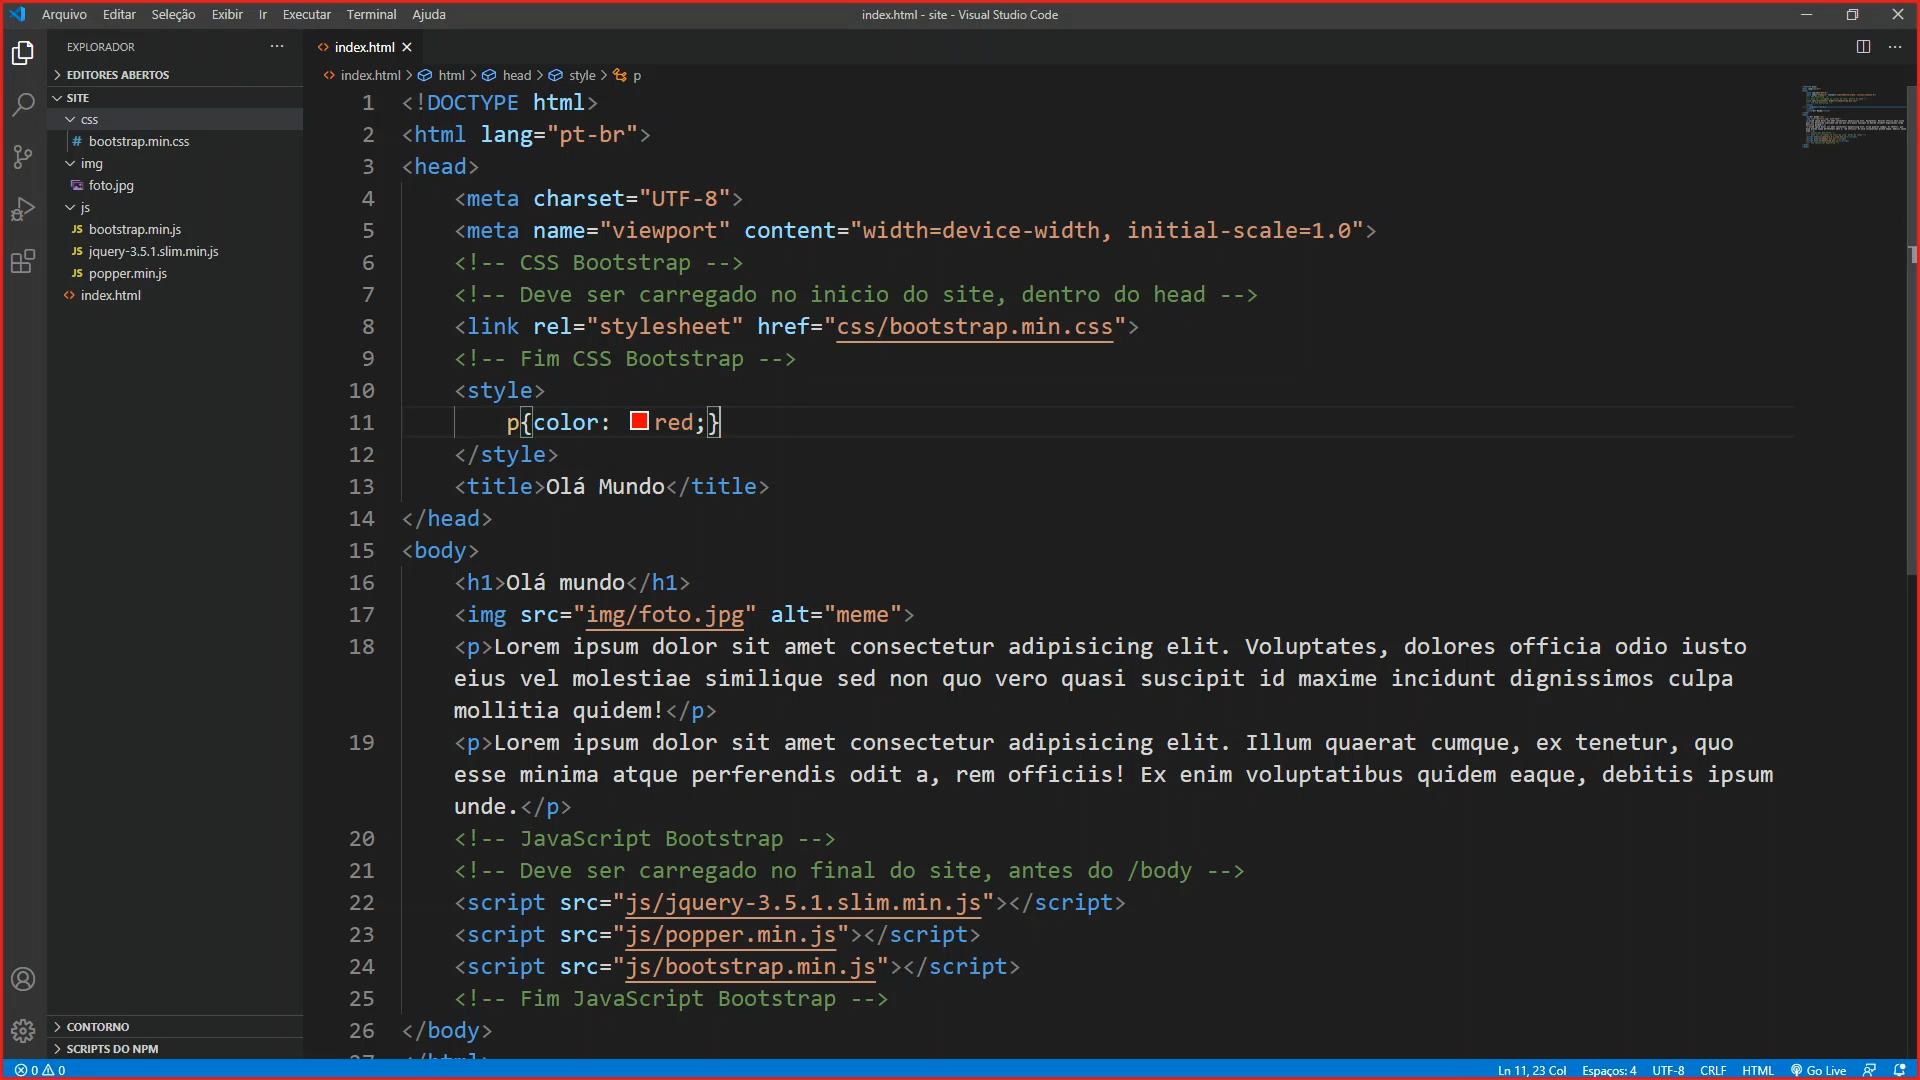 Arquivo Editar Seleção Exibir Ir Executar Terminal Ajuda
index.html - site - Visual Studio Code
EXPLORADOR
EDITORES ABERTOS
SITE
css
# bootstrap.min.css
img
foto.jpg
js
JS bootstrap.min.js
JS jquery-3.5.1.slim.min.js
JS popper.min.js
<> index.html
CONTORNO
SCRIPTS DO NPM
<> index.html
<> index.html > html > head > style > p
1 <!DOCTYPE html>
2 <html lang="pt-br">
3 <head>
4 <meta charset="UTF-8">
5 <meta name="viewport" content="width=device-width, initial-scale=1.0">
6 <!-- CSS Bootstrap -->
7 <!-- Deve ser carregado no inicio do site, dentro do head -->
8 <link rel="stylesheet" href="css/bootstrap.min.css">
9 <!-- Fim CSS Bootstrap -->
10 <style>
11 p{color: red;}
12 </style>
13 <title>Olá Mundo</title>
14 </head>
15 <body>
16 <h1>Olá mundo</h1>
17 <img src="img/foto.jpg" alt="meme">
18 <p>Lorem ipsum dolor sit amet consectetur adipisicing elit. Voluptates, dolores officia odio iusto
eius vel molestiae similique sed non quo vero quasi suscipit id maxime incidunt dignissimos culpa
mollitia quidem!</p>
19 <p>Lorem ipsum dolor sit amet consectetur adipisicing elit. Illum quaerat cumque, ex tenetur, quo
esse minima atque perferendis odit a, rem officiis! Ex enim voluptatibus quidem eaque, debitis ipsum
unde.</p>
20 <!-- JavaScript Bootstrap -->
21 <!-- Deve ser carregado no final do site, antes do /body -->
22 <script src="js/jquery-3.5.1.slim.min.js"></script>
23 <script src="js/popper.min.js"></script>
24 <script src="js/bootstrap.min.js"></script>
25 <!-- Fim JavaScript Bootstrap -->
26 </body>
27 </html>
0 0
Ln 11, 23 Col Espaços: 4 UTF-8 CRLF HTML Go Live